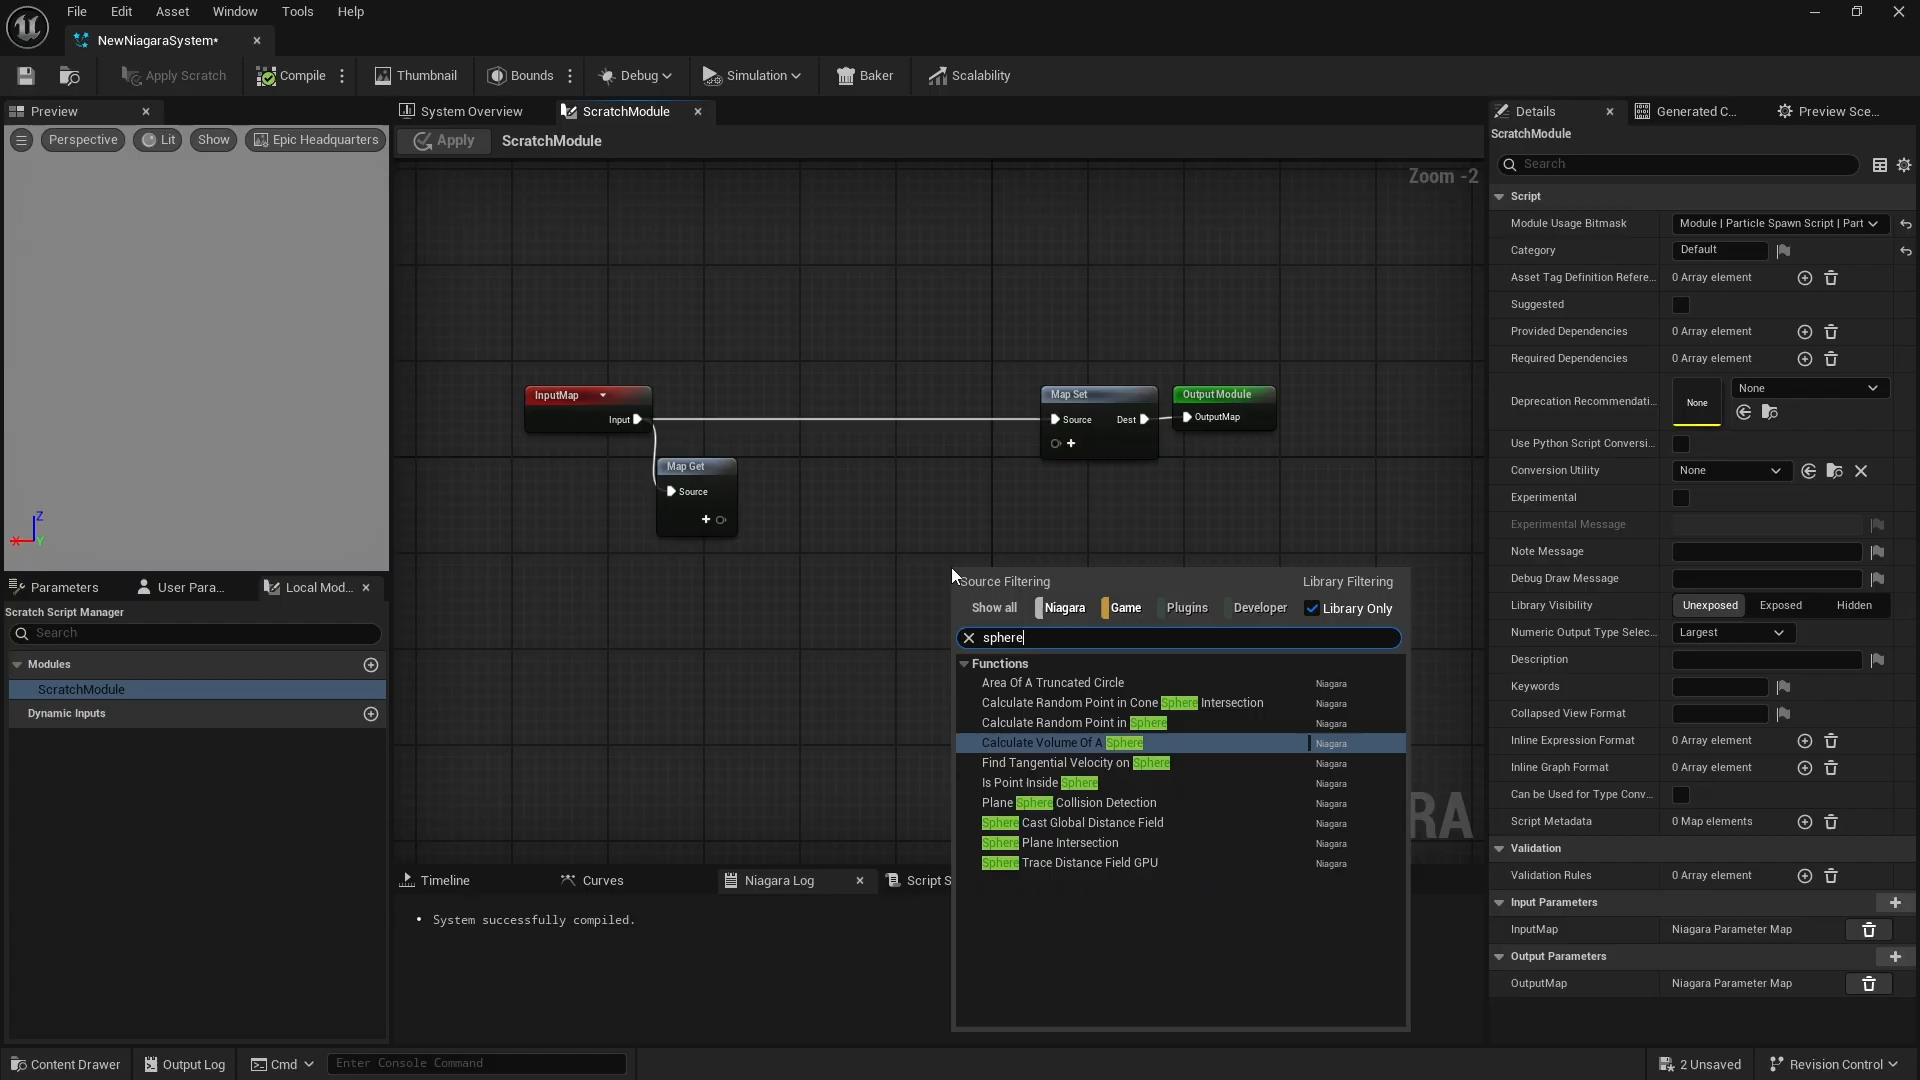 File Edit Asset Window Tools Help
NewNiagaraSystem*
Apply Scratch Compile Thumbnail Bounds Debug Simulation Baker Scalability
Preview
Perspective Lit Show Epic Headquarters
System Overview ScratchModule
Apply ScratchModule
Zoom -2
InputMap
Input
Map Get
Source
Map Set
Source Dest
Output Module
OutputMap
Z
X
Y
Source Filtering Library Filtering
Show all Niagara Game Plugins Developer Library Only
sphere
Functions
Area Of A Truncated Circle Niagara
Calculate Random Point in Cone Sphere Intersection Niagara
Calculate Random Point in Sphere Niagara
Calculate Volume Of A Sphere Niagara
Find Tangential Velocity on Sphere Niagara
Is Point Inside Sphere Niagara
Plane Sphere Collision Detection Niagara
Sphere Cast Global Distance Field Niagara
Sphere Plane Intersection Niagara
Sphere Trace Distance Field GPU Niagara
RA
Parameters User Para... Local Mod...
Scratch Script Manager
Search
Modules
ScratchModule
Dynamic Inputs
Timeline Curves Niagara Log Script S
• System successfully compiled.
Details Generated C... Preview Sce...
ScratchModule
Search
Script
Module Usage Bitmask Module | Particle Spawn Script | Part
Category Default
Asset Tag Definition Refere... 0 Array element
Suggested
Provided Dependencies 0 Array element
Required Dependencies 0 Array element
Deprecation Recommendati... None None
Use Python Script Conversi...
Conversion Utility None
Experimental
Experimental Message
Note Message
Debug Draw Message
Library Visibility Unexposed Exposed Hidden
Numeric Output Type Selec... Largest
Description
Keywords
Collapsed View Format
Inline Expression Format 0 Array element
Inline Graph Format 0 Array element
Can be Used for Type Conv...
Script Metadata 0 Map elements
Validation
Validation Rules 0 Array element
Input Parameters
InputMap Niagara Parameter Map
Output Parameters
OutputMap Niagara Parameter Map
Content Drawer Output Log Cmd Enter Console Command 2 Unsaved Revision Control